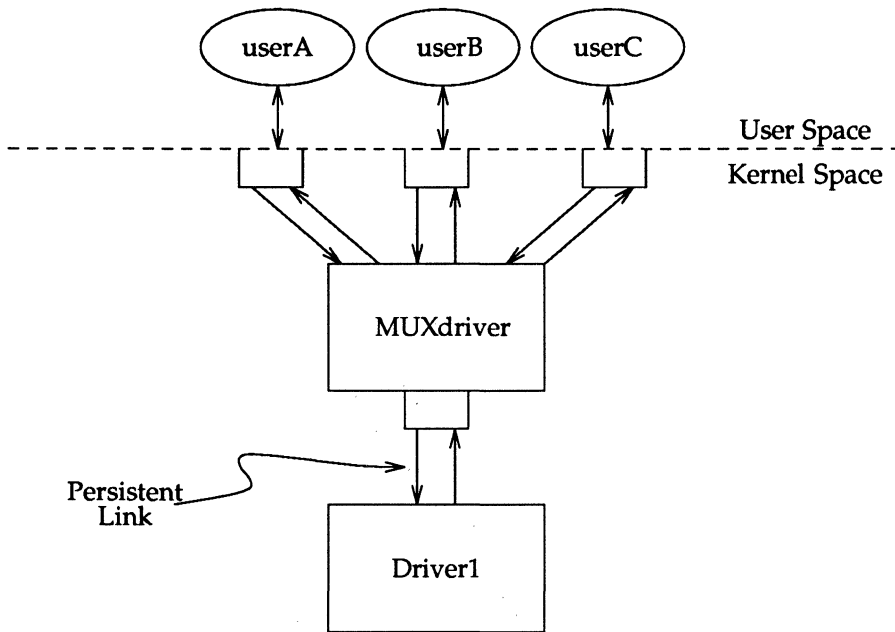 userA
userB
userC
User Space
Kernel Space
MUXdriver
Persistent
Link
Driver1